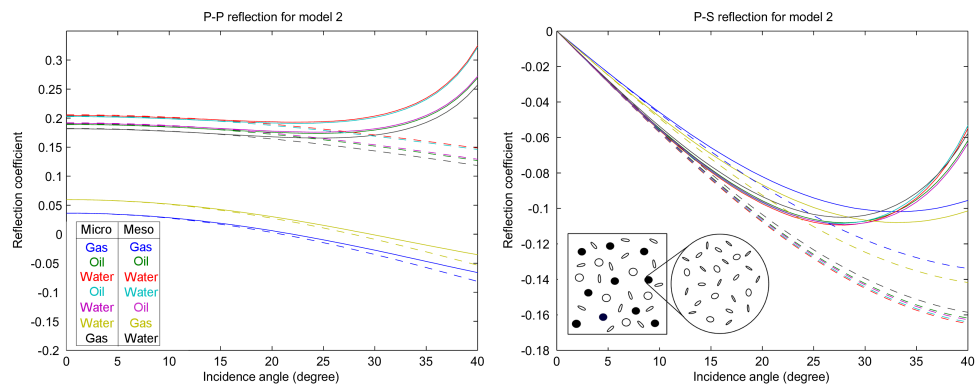 P-P reflection for model 2
0.3
0.25
0.2
0.15
0.1
0.05
0
-0.05
0.1
0.15
-0.2
Reflection coefficient
Micro Meso
Gas Gas
Oil Oil
Water Water
Oil Water
Water Oil
Water Gas
Gas Water
0 5 10 15 20 25 30 35 40
Incidence angle (degree)
P-S reflection for model 2
0
-0.02
-0.04
-0.06
-0.08
-0.1
-0.12
-0.14
-0.16
-0.18
Reflection coefficient
0 5 10 15 20 25 30 35 40
Incidence angle (degree)